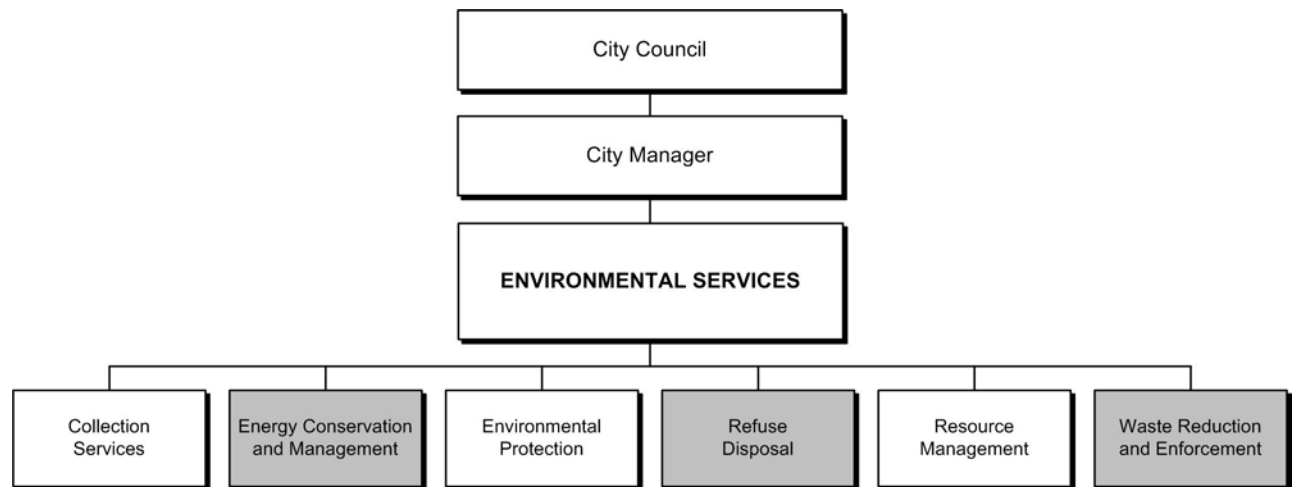 City Council
City Manager
ENVIRONMENTAL SERVICES
Collection
Services
Energy Conservation
and Management
Environmental
Protection
Refuse
Disposal
Resource
Management
Waste Reduction
and Enforcement